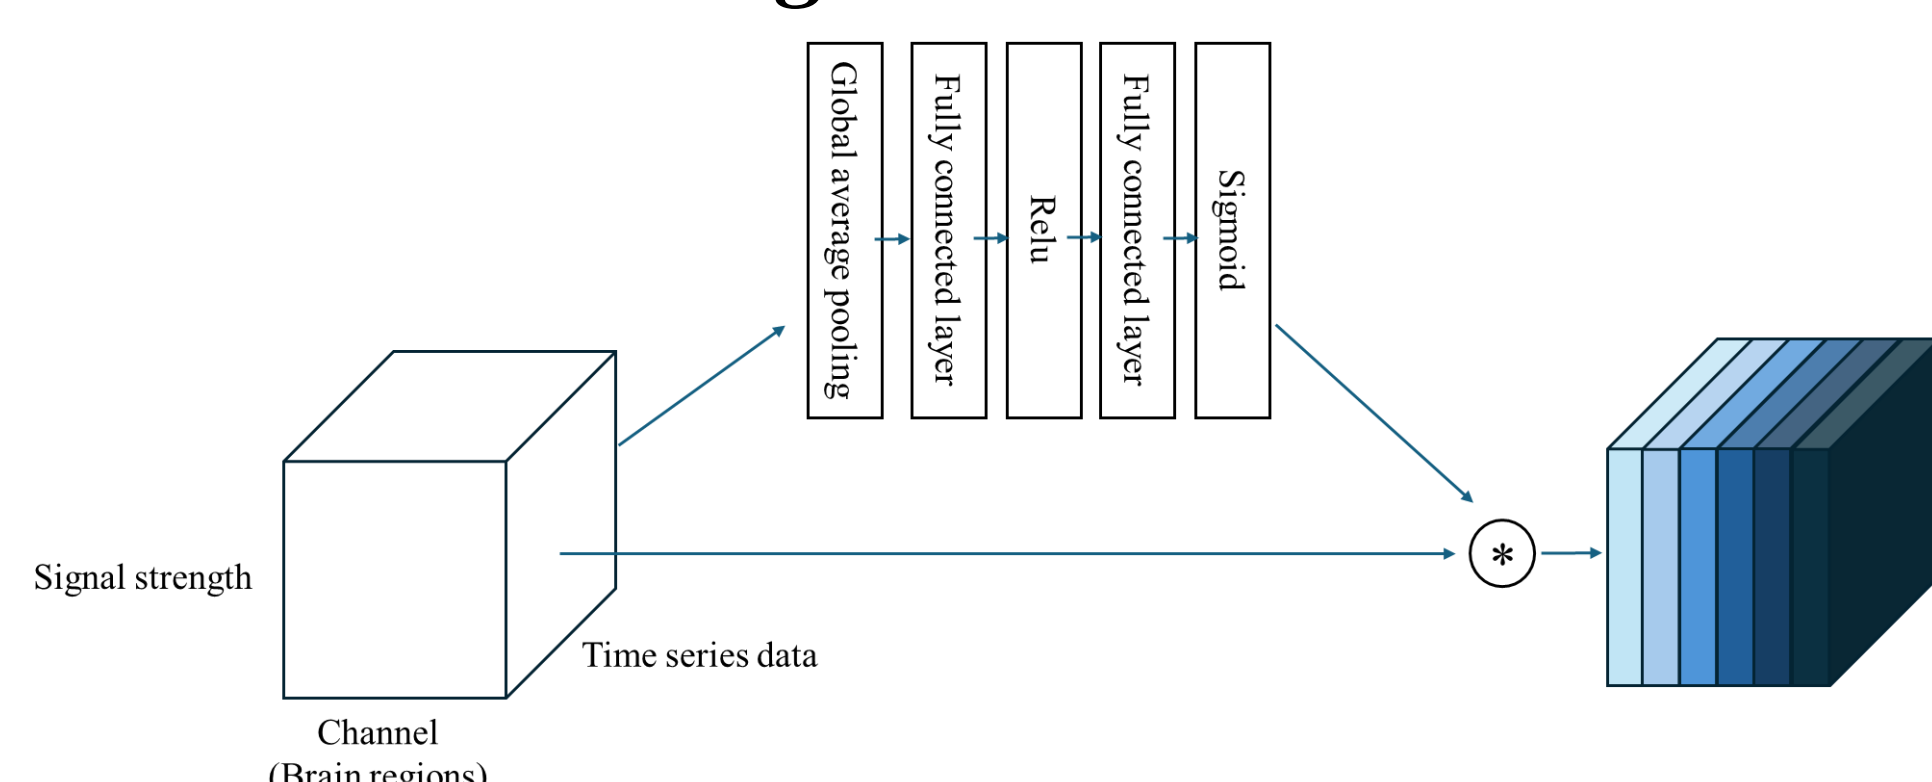 Global average pooling
Fully connected layer
Relu
Fully connected layer
Sigmoid
*
Signal strength
Time series data
Channel
(Brain regions)